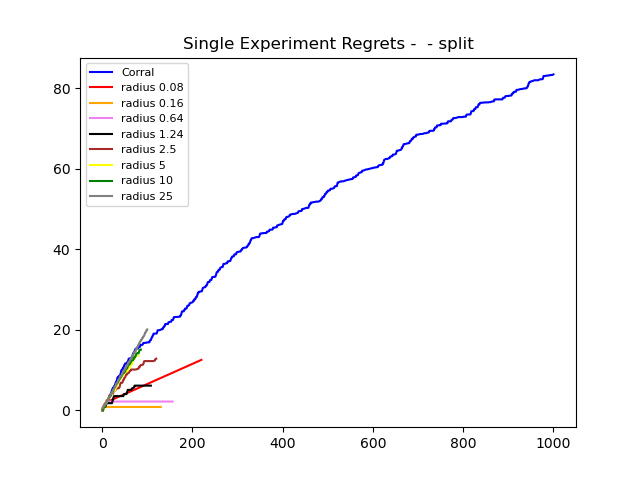 Single Experiment Regrets -  - split
Corral
radius 0.08
radius 0.16
radius 0.64
radius 1.24
radius 2.5
radius 5
radius 10
radius 25
80
60
40
20
0
0 200 400 600 800 1000